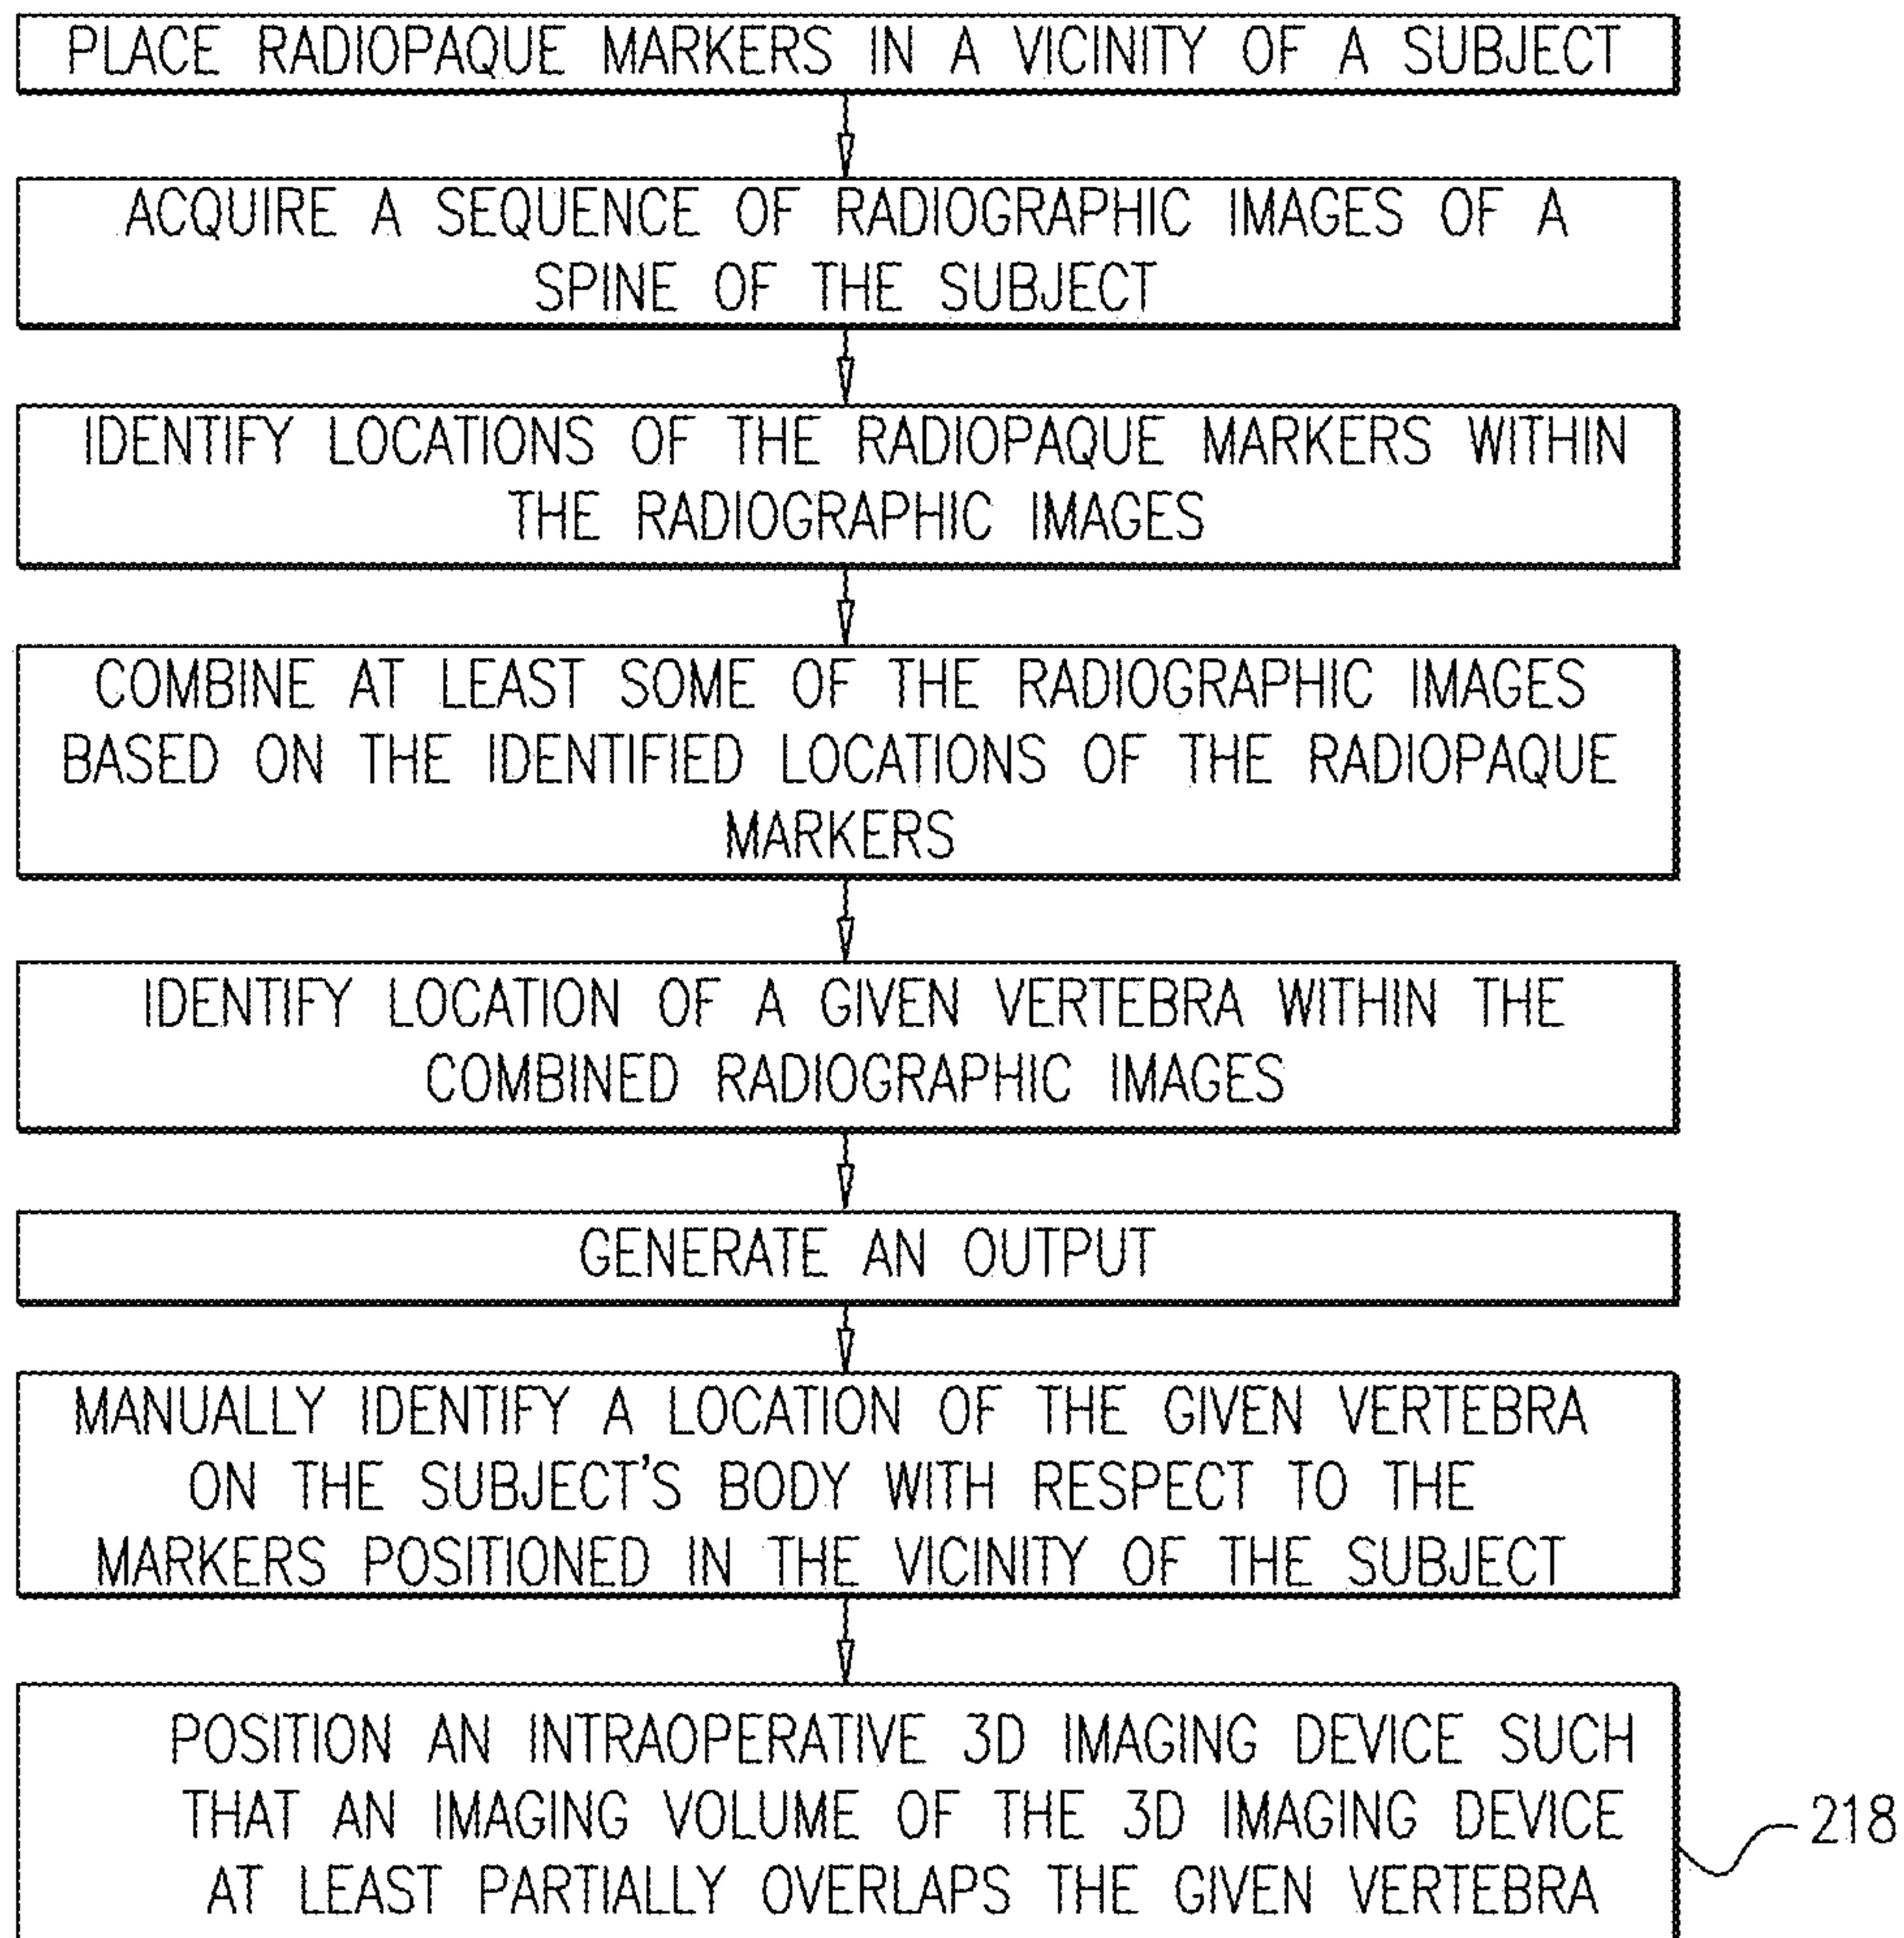 PLACE RADIOPAQUE MARKERS IN A VICINITY OF A SUBJECT
ACQUIRE A SEQUENCE OF RADIOGRAPHIC IMAGES OF A
SPINE OF THE SUBJECT
IDENTIFY LOCATIONS OF THE RADIOPAQUE MARKERS WITHIN
THE RADIOGRAPHIC IMAGES
COMBINE AT LEAST SOME OF THE RADIOGRAPHIC IMAGES
BASED ON THE IDENTIFIED LOCATIONS OF THE RADIOPAQUE
MARKERS
IDENTIFY LOCATION OF A GIVEN VERTEBRA WITHIN THE
COMBINED RADIOGRAPHIC IMAGES
GENERATE AN OUTPUT
MANUALLY IDENTIFY A LOCATION OF THE GIVEN VERTEBRA
ON THE SUBJECT'S BODY WITH RESPECT TO THE
MARKERS POSITIONED IN THE VICINITY OF THE SUBJECT
POSITION AN INTRAOPERATIVE 3D IMAGING DEVICE SUCH
THAT AN IMAGING VOLUME OF THE 3D IMAGING DEVICE
AT LEAST PARTIALLY OVERLAPS THE GIVEN VERTEBRA
218